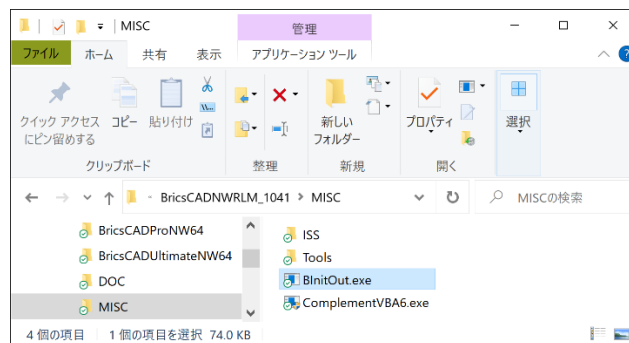 MISC
管理
ファイル ホーム 共有 表示 アプリケーション ツール
クイック アクセス
にピン留めする
コピー
貼り付け
新しい
フォルダー
プロパティ
選択
クリップボード 整理 新規 開く
BricsCADNWRLM_1041 › MISC
MISCの検索
BricsCADProNW64
BricsCADUltimateNW64
DOC
MISC
ISS
Tools
BInitOut.exe
ComplementVBA6.exe
4 個の項目 1 個の項目を選択 74.0 KB